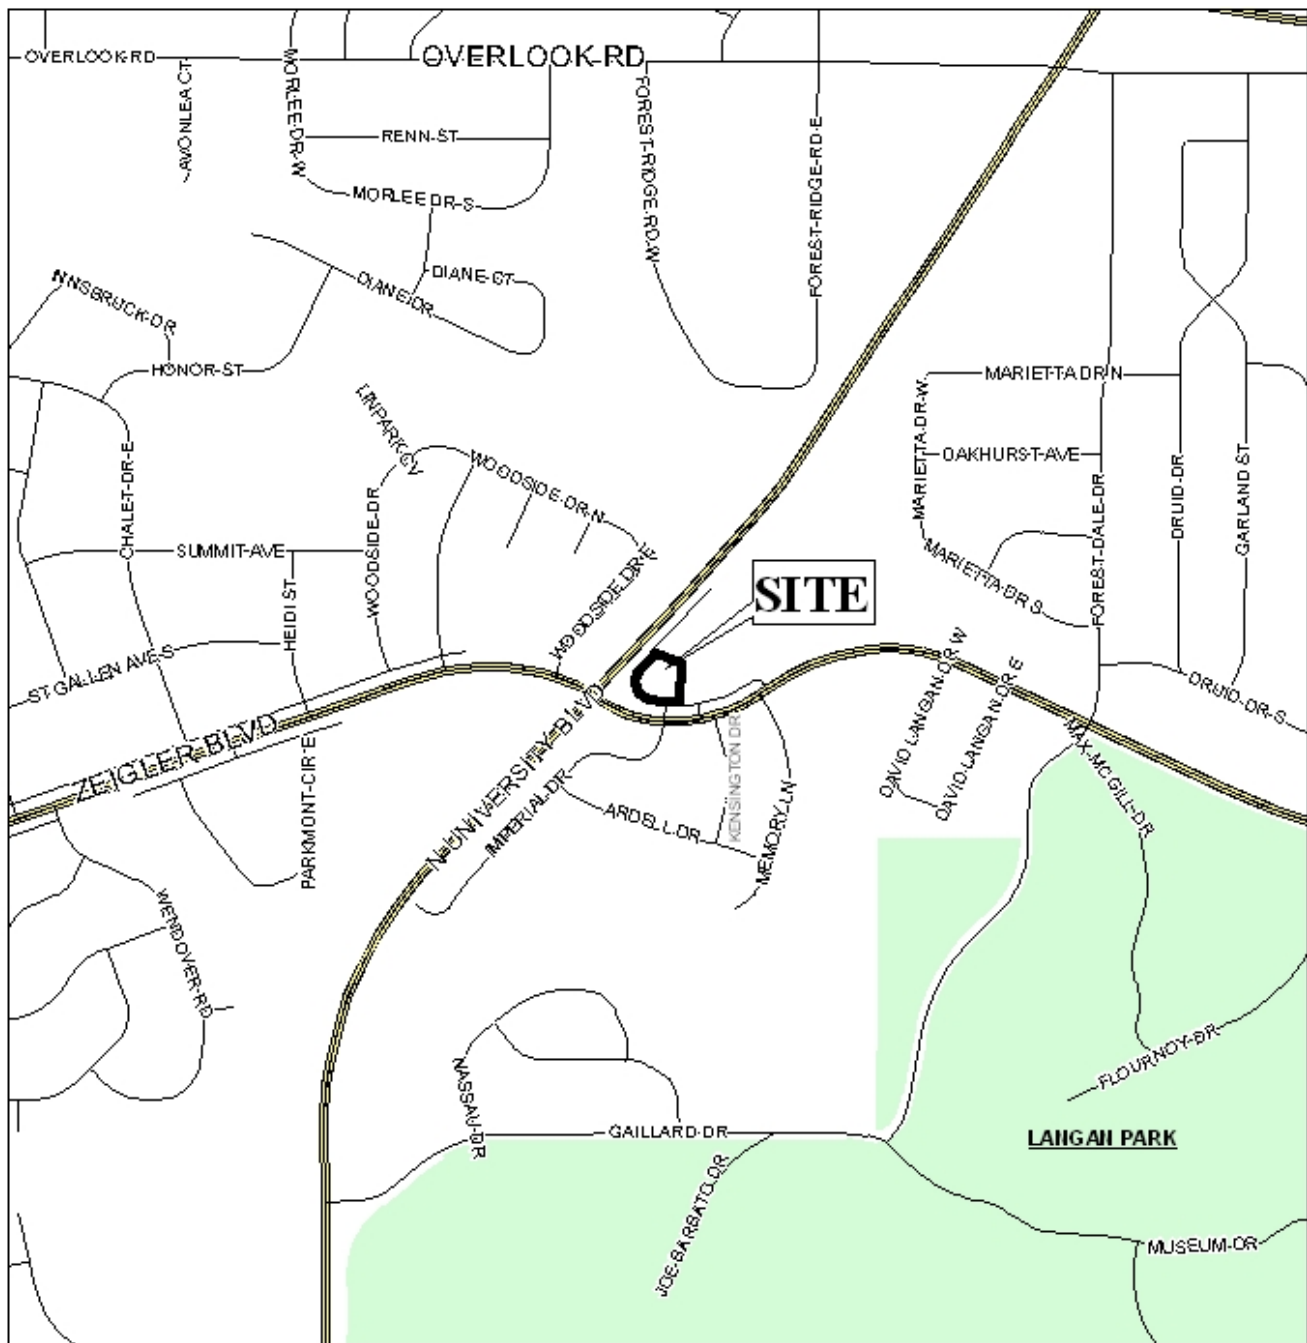 OVERLOOK-RD
OVERLOOK-RD
AVONLEA CT
MORLEE-DR-W
RENN-ST
MORLEE DR-S
FOREST-RIDGE-RD-W
FOREST-RIDGE-RD-E
DIANE-CT
DIANE DR
INNSBRUCK-DR
HONOR-ST
LINPARK-CV
WOODSIDE-DR-N
MARIETTA DR N
MARIETTA-DR-W
OAKHURST-AVE
CHALET-DR-E
SUMMIT-AVE
WOODSIDE-DR
WOODSIDE DR E
DRUID-DR
GARLAND ST
FOREST-DALE-DR
MARIETTA-DR S
SITE
HEIDI ST
ST GALLEN AVE-S
DAVID LANGAN DR W
DAVID-LANGAN DR E
DRUID-DR-S
ZEIGLER BLVD
N-UNIVERSITY BLVD
KENSINGTON DR
MAX-MCGILL-DR
IMPERIAL DR
ARDELL-DR
MEMORY-LN
PARKMONT-CIR E
WENDOVER-RD
NASSAU-DR
FLOURNOY-DR
GAILLARD-DR
LANGAN PARK
JOE-BARBATO-DR
MUSEUM-DR